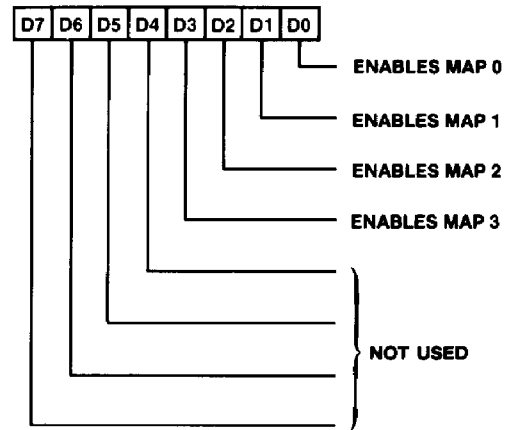 D7 D6 D5 D4 D3 D2 D1 D0
ENABLES MAP 0
ENABLES MAP 1
ENABLES MAP 2
ENABLES MAP 3
NOT USED